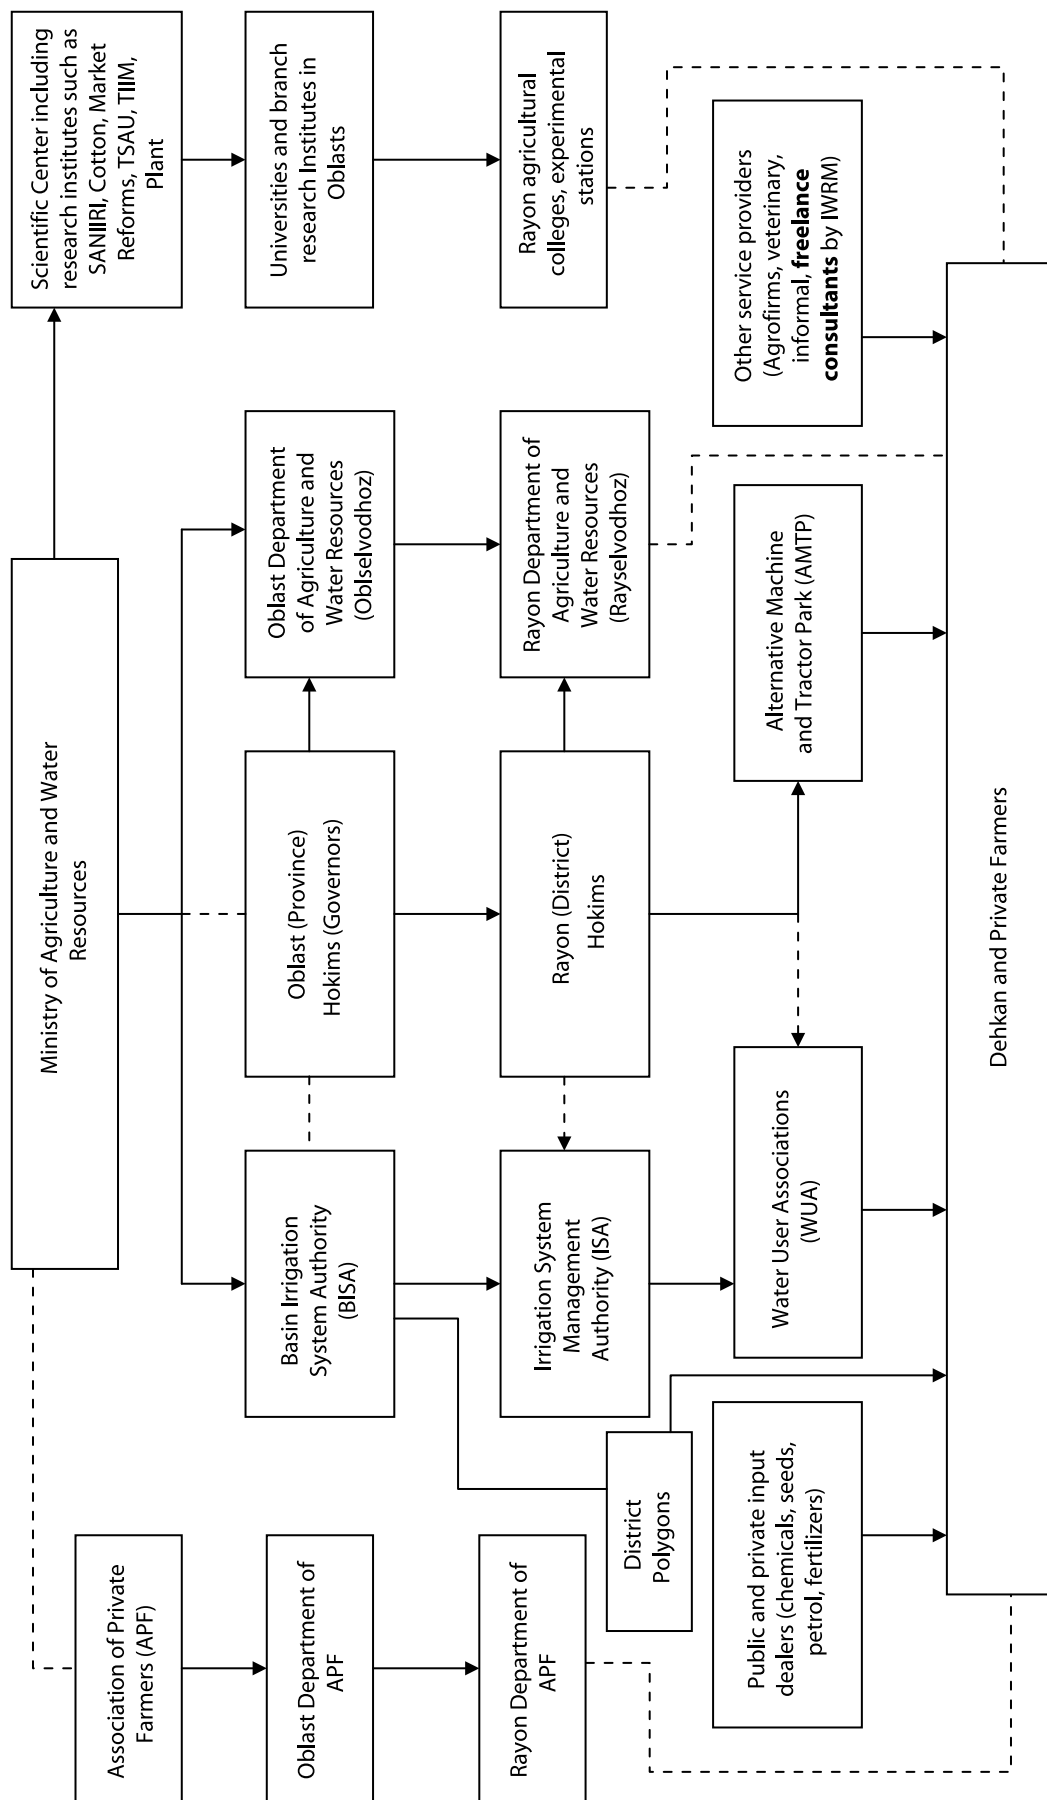 Ministry of Agriculture and Water
Resources
Scientific Center including
research institutes such as
SANIIRI, Cotton, Market
Reforms, TSAU, TIIM,
Plant
Association of Private
Farmers (APF)
Basin Irrigation
System Authority
(BISA)
Oblast (Province)
Hokims (Governors)
Oblast Department
of Agriculture and
Water Resources
(Oblselvodhoz)
Universities and branch
research Institutes in
Oblasts
Oblast Department of
APF
Irrigation System
Management
Authority (ISA)
Rayon (District)
Hokims
Rayon Department of
Agriculture and
Water Resources
(Rayselvodhoz)
Rayon agricultural
colleges, experimental
stations
Rayon Department of
APF
District
Polygons
Public and private input
dealers (chemicals, seeds,
petrol, fertilizers)
Water User Associations
(WUA)
Alternative Machine
and Tractor Park (AMTP)
Other service providers
(Agrofirms, veterinary,
informal, freelance
consultants by IWRM)
Dehkan and Private Farmers